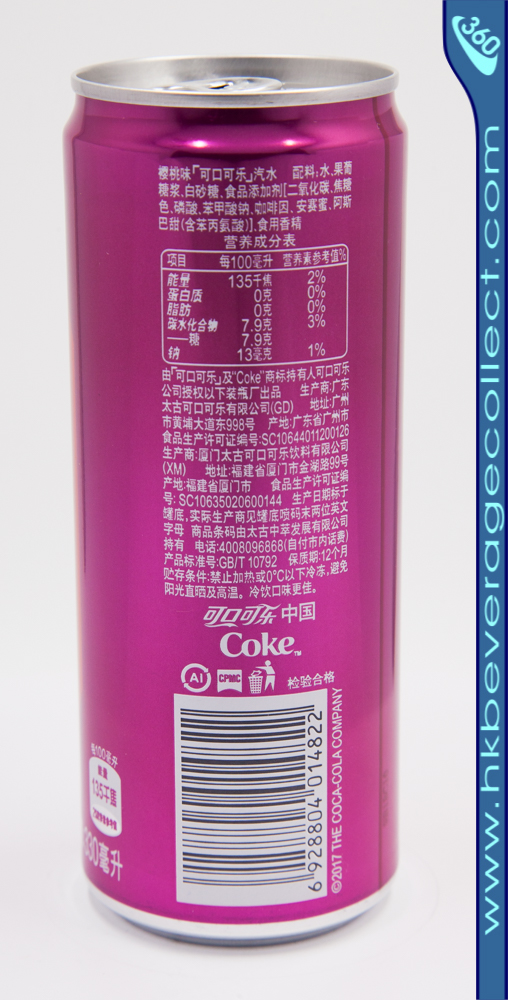 360
www.hkbeveragecollect.com
樱桃味「可口可乐」汽水 配料:水,果葡
糖浆,白砂糖,食品添加剂[二氧化碳,焦糖
色,磷酸,苯甲酸钠,咖啡因,安赛蜜,阿斯
巴甜(含苯丙氨酸)],食用香精
营养成分表
项目 每100毫升 营养素参考值%
能量 135千焦 2%
蛋白质 0克 0%
脂肪 0克 0%
碳水化合物 7.9克 3%
——糖 7.9克
钠 13毫克 1%
由「可口可乐」及"Coke"商标持有人可口可乐
公司授权以下装瓶厂出品 生产商:广东
太古可口可乐有限公司(GD) 地址:广州
市黄埔大道东998号 产地:广东省广州市
食品生产许可证编号:SC10644011200126
生产商:厦门太古可口可乐饮料有限公司
(XM) 地址:福建省厦门市金湖路99号
产地:福建省厦门市 食品生产许可证编
号: SC10635020600144 生产日期标于
罐底,实际生产商见罐底喷码末两位英文
字母 商品条码由太古中萃发展有限公司
持有 电话:4008096868(自付市内话费)
产品标准号:GB/T 10792 保质期:12个月
贮存条件:禁止加热或0°C以下冷冻,避免
阳光直晒及高温。冷饮口味更佳。
可口可乐 中国
Coke™
AI CPMC 检验合格
6 928804 014822
©2017 THE COCA-COLA COMPANY
每100毫升
能量
135千焦
330毫升